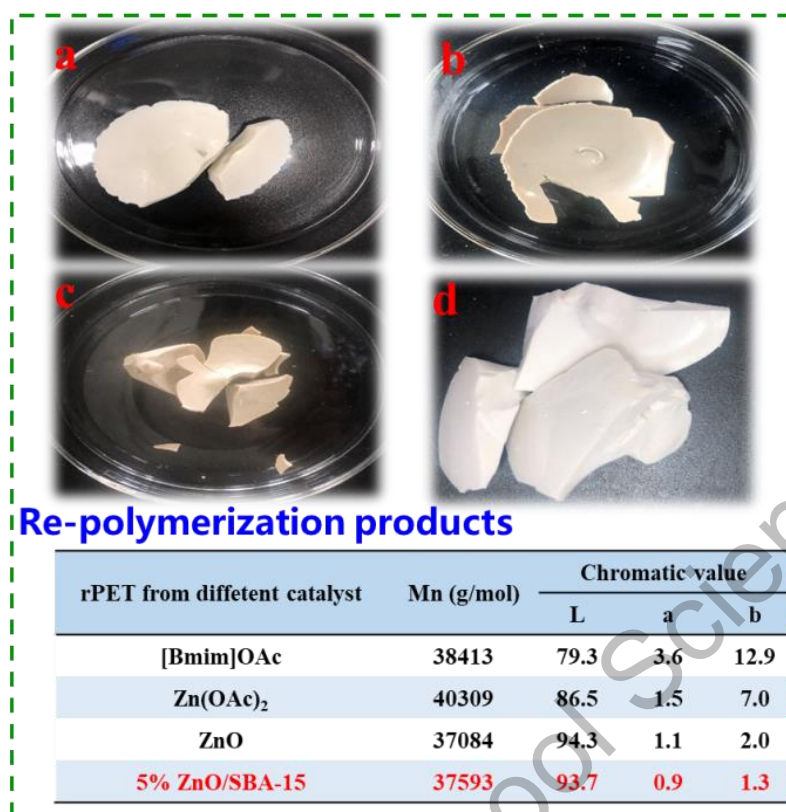 a
b
c
d
Re-polymerization products
rPET from diffetent catalyst Mn (g/mol) Chromatic value
L a b
[Bmim]OAc 38413 79.3 3.6 12.9
Zn(OAc)₂ 40309 86.5 1.5 7.0
ZnO 37084 94.3 1.1 2.0
5% ZnO/SBA-15 37593 93.7 0.9 1.3
ool Scien